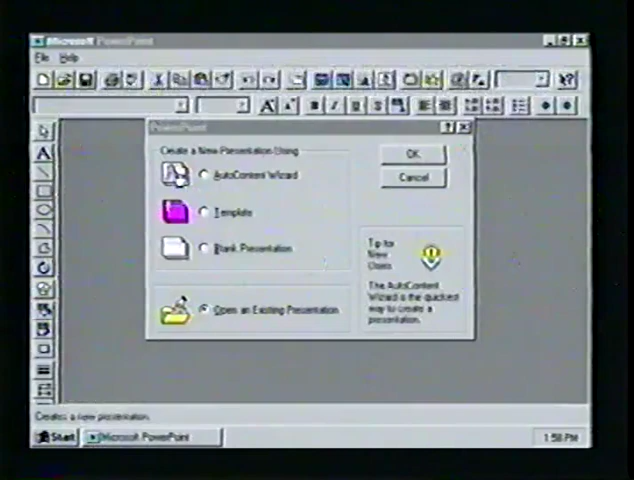 Microsoft PowerPoint
File Help
PowerPoint
Create a New Presentation Using
AutoContent Wizard
Template
Blank Presentation
Open an Existing Presentation
OK
Cancel
Tip for
New
Users
The AutoContent
Wizard is the quickest
way to create a
presentation.
Creates a new presentation.
Start
Microsoft PowerPoint
1:58 PM